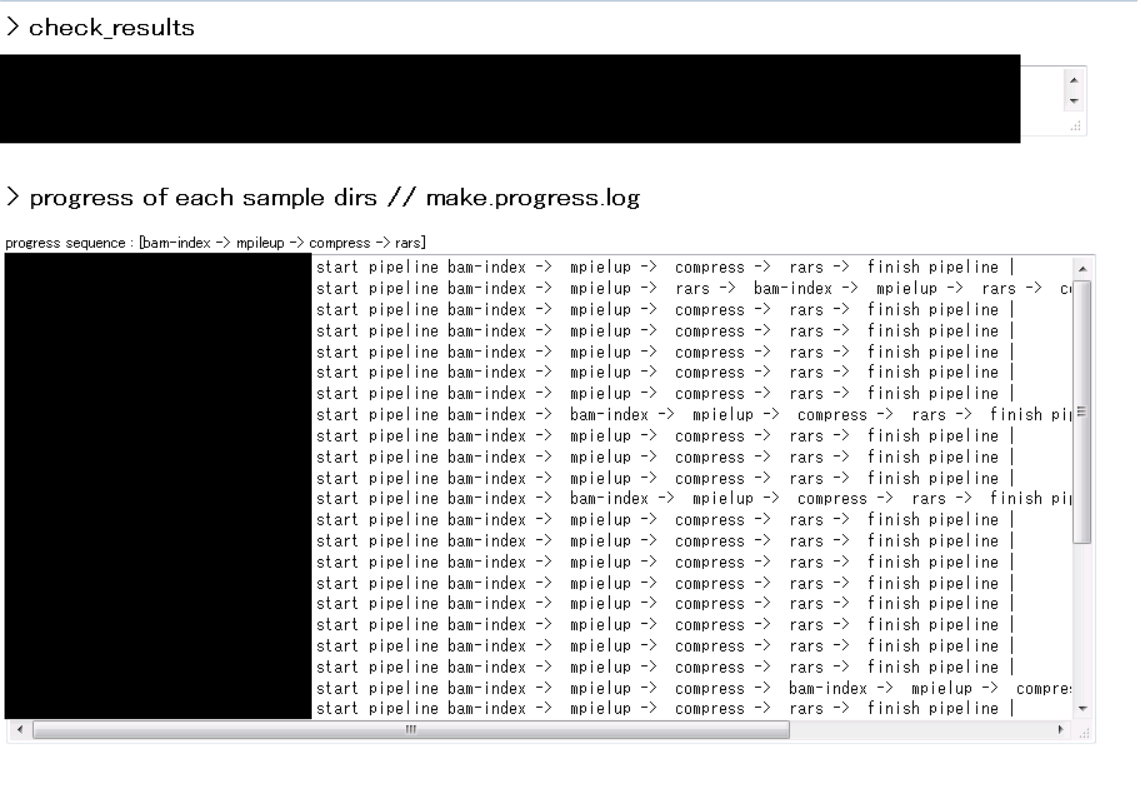 > check_results
> progress of each sample dirs // make.progress.log
progress sequence : [bam-index -> mpileup -> compress -> rars]
start pipeline bam-index -> mpielup -> compress -> rars -> finish pipeline |
start pipeline bam-index -> mpielup -> rars -> bam-index -> mpielup -> rars -> co
start pipeline bam-index -> mpielup -> compress -> rars -> finish pipeline |
start pipeline bam-index -> mpielup -> compress -> rars -> finish pipeline |
start pipeline bam-index -> mpielup -> compress -> rars -> finish pipeline |
start pipeline bam-index -> mpielup -> compress -> rars -> finish pipeline |
start pipeline bam-index -> mpielup -> compress -> rars -> finish pipeline |
start pipeline bam-index -> bam-index -> mpielup -> compress -> rars -> finish pip
start pipeline bam-index -> mpielup -> compress -> rars -> finish pipeline |
start pipeline bam-index -> mpielup -> compress -> rars -> finish pipeline |
start pipeline bam-index -> mpielup -> compress -> rars -> finish pipeline |
start pipeline bam-index -> bam-index -> mpielup -> compress -> rars -> finish pip
start pipeline bam-index -> mpielup -> compress -> rars -> finish pipeline |
start pipeline bam-index -> mpielup -> compress -> rars -> finish pipeline |
start pipeline bam-index -> mpielup -> compress -> rars -> finish pipeline |
start pipeline bam-index -> mpielup -> compress -> rars -> finish pipeline |
start pipeline bam-index -> mpielup -> compress -> rars -> finish pipeline |
start pipeline bam-index -> mpielup -> compress -> rars -> finish pipeline |
start pipeline bam-index -> mpielup -> compress -> rars -> finish pipeline |
start pipeline bam-index -> mpielup -> compress -> rars -> finish pipeline |
start pipeline bam-index -> mpielup -> compress -> bam-index -> mpielup -> compres
start pipeline bam-index -> mpielup -> compress -> rars -> finish pipeline |